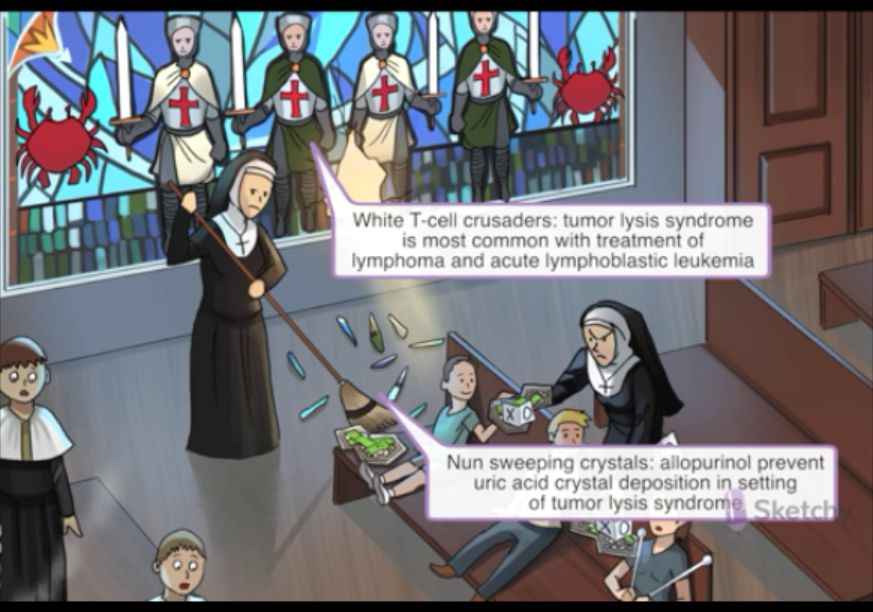 White T-cell crusaders: tumor lysis syndrome
is most common with treatment of
lymphoma and acute lymphoblastic leukemia
X O
Nun sweeping crystals: allopurinol prevent
uric acid crystal deposition in setting
of tumor lysis syndrome
Sketchy
X O